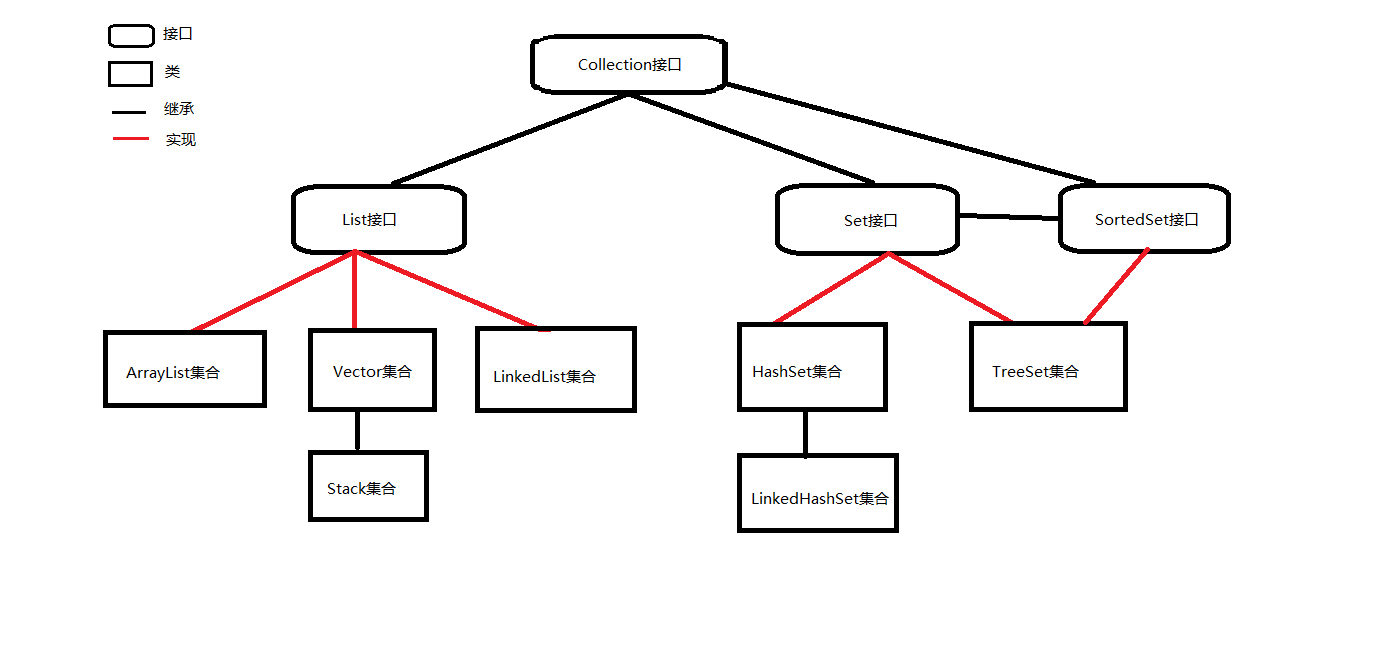 接口
类
继承
实现
Collection接口
List接口
Set接口
SortedSet接口
ArrayList集合
Vector集合
LinkedList集合
HashSet集合
TreeSet集合
Stack集合
LinkedHashSet集合